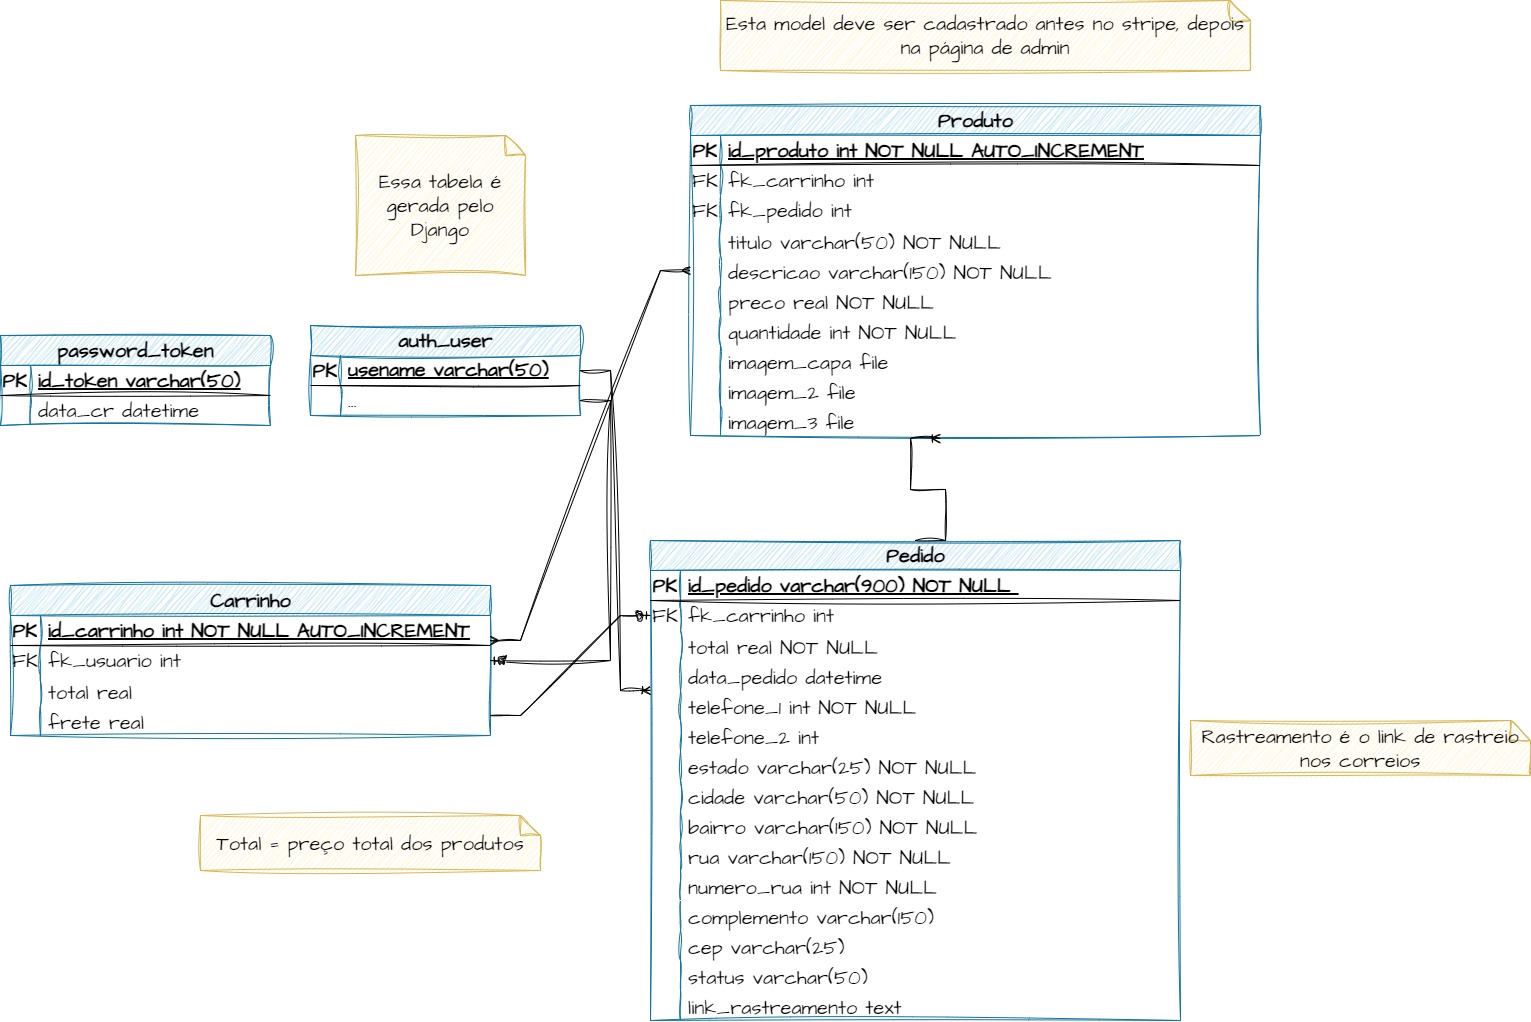 Esta model deve ser cadastrado antes no stripe, depois
na página de admin
Produto
PK id_produto int NOT NULL AUTO_INCREMENT
FK fk_carrinho int
FK fk_pedido int
titulo varchar(50) NOT NULL
descricao varchar(150) NOT NULL
preco real NOT NULL
quantidade int NOT NULL
imagem_capa file
imagem_2 file
imagem_3 file
Essa tabela é
gerada pelo
Django
password_token
PK id_token varchar(50)
data_cr datetime
auth_user
PK usename varchar(50)
...
Carrinho
PK id_carrinho int NOT NULL AUTO_INCREMENT
FK fk_usuario int
total real
frete real
Total = preço total dos produtos
Pedido
PK id_pedido varchar(900) NOT NULL
FK fk_carrinho int
total real NOT NULL
data_pedido datetime
telefone_1 int NOT NULL
telefone_2 int
estado varchar(25) NOT NULL
cidade varchar(50) NOT NULL
bairro varchar(150) NOT NULL
rua varchar(150) NOT NULL
numero_rua int NOT NULL
complemento varchar(150)
cep varchar(25)
status varchar(50)
link_rastreamento text
Rastreamento é o link de rastreio
nos correios